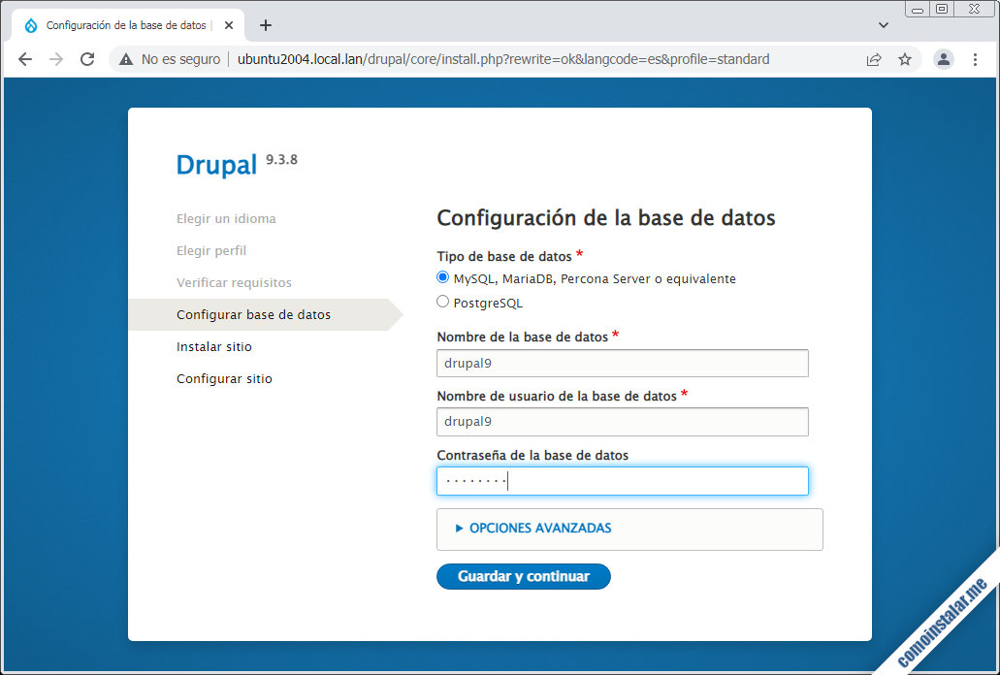 Configuración de la base de datos |
No es seguro | ubuntu2004.local.lan/drupal/core/install.php?rewrite=ok&langcode=es&profile=standard
Drupal 9.3.8
Elegir un idioma
Elegir perfil
Verificar requisitos
Configurar base de datos
Instalar sitio
Configurar sitio
Configuración de la base de datos
Tipo de base de datos *
MySQL, MariaDB, Percona Server o equivalente
PostgreSQL
Nombre de la base de datos *
drupal9
Nombre de usuario de la base de datos *
drupal9
Contraseña de la base de datos
········
OPCIONES AVANZADAS
Guardar y continuar
comoinstalar.me